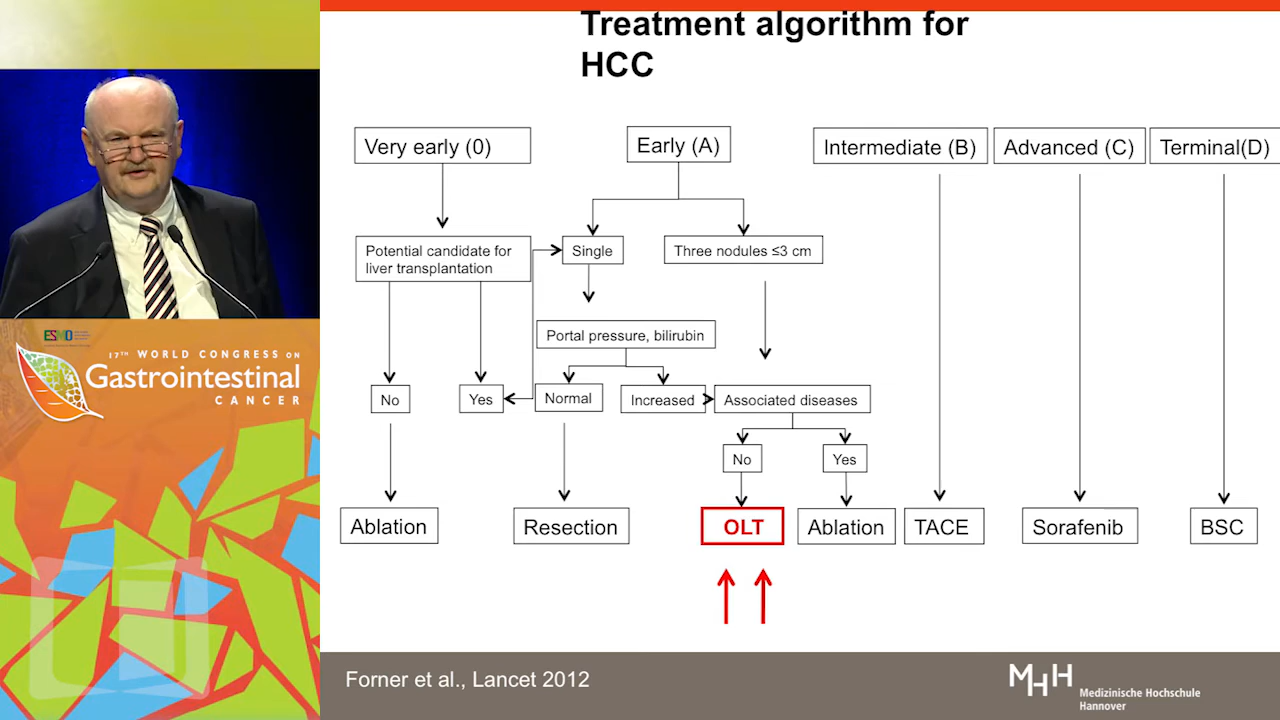 Treatment algorithm for
HCC
Very early (0)
Early (A)
Intermediate (B)
Advanced (C)
Terminal(D)
Potential candidate for
liver transplantation
Single
Three nodules ≤3 cm
Portal pressure, bilirubin
No
Yes
Normal
Increased
Associated diseases
No
Yes
Ablation
Resection
OLT
Ablation
TACE
Sorafenib
BSC
Forner et al., Lancet 2012
MHH
Medizinische Hochschule
Hannover
ESMO
17TH WORLD CONGRESS ON
Gastrointestinal
CANCER